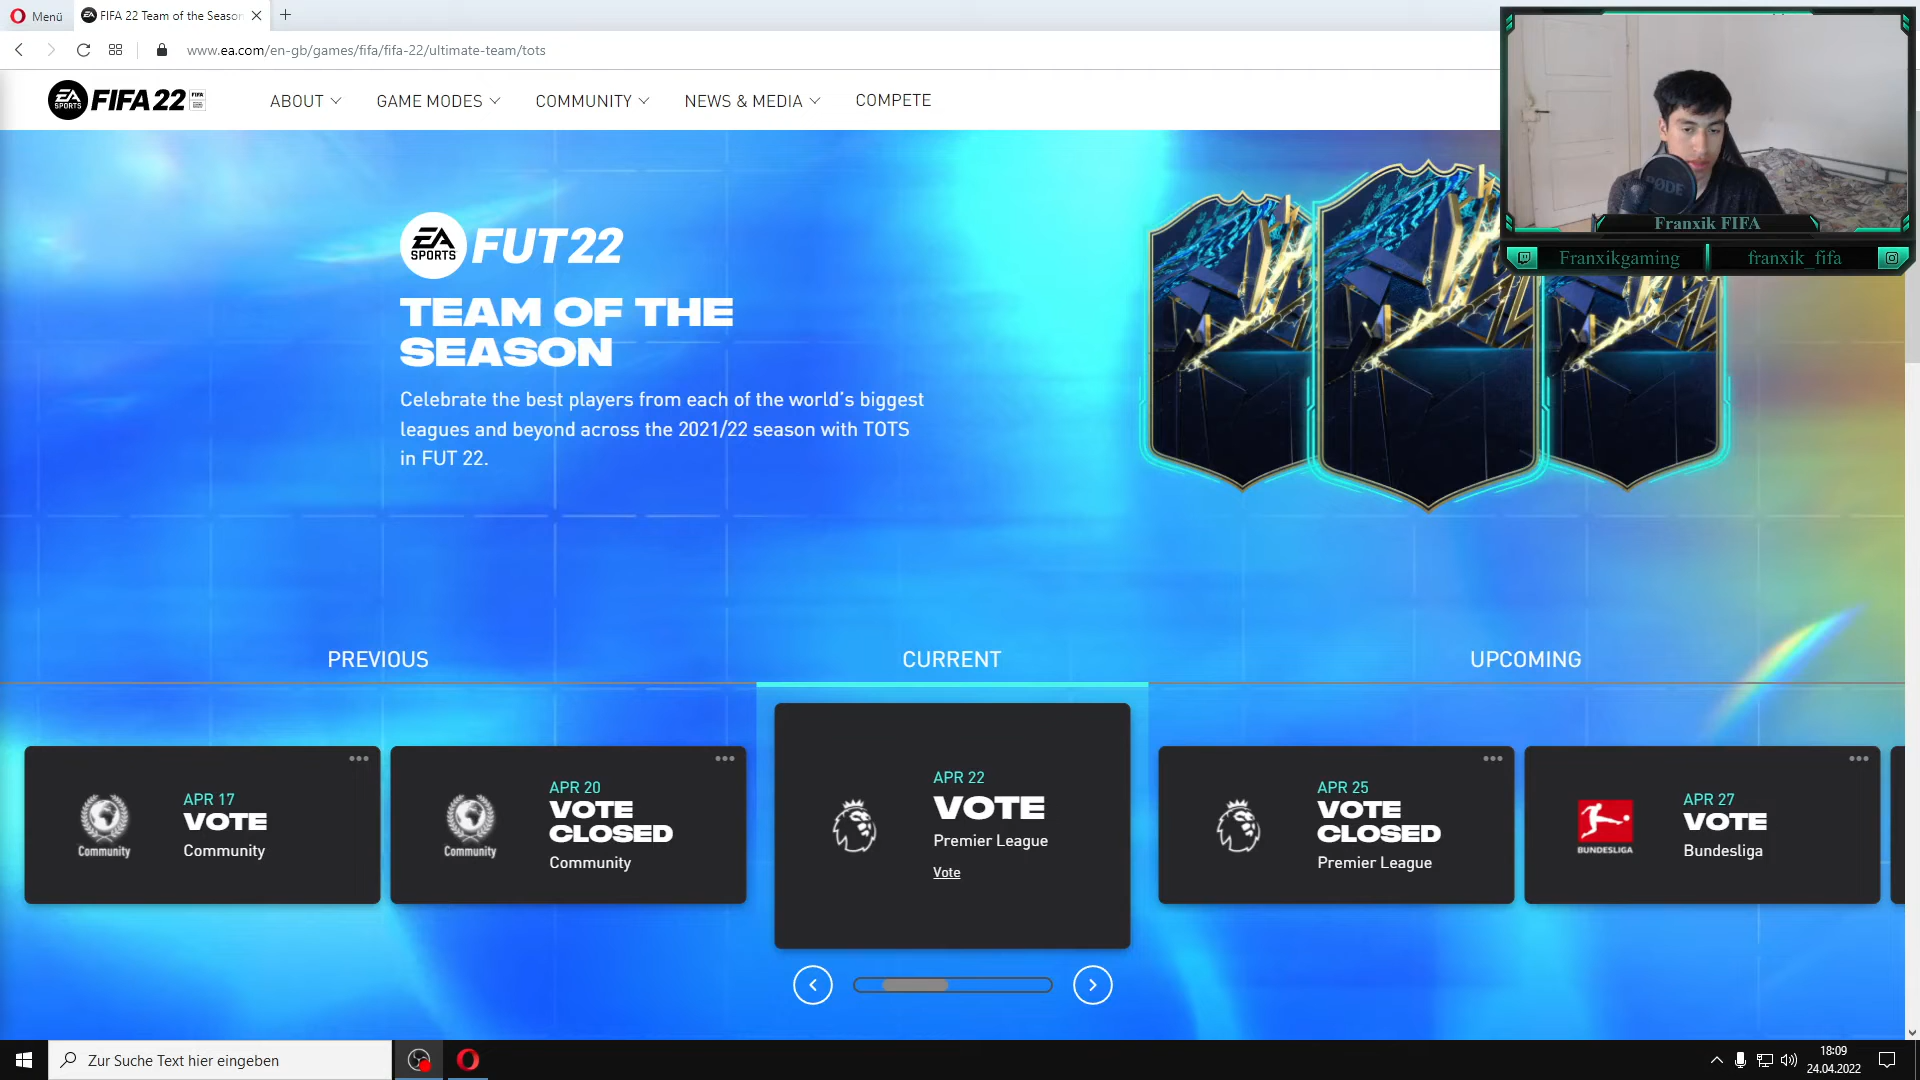 Menü
FIFA 22 Team of the Season
www.ea.com/en-gb/games/fifa/fifa-22/ultimate-team/tots
EA SPORTS FIFA 22 FIFA
ABOUT
GAME MODES
COMMUNITY
NEWS & MEDIA
COMPETE
RØDE
Franxik FIFA
Franxikgaming
franxik_fifa
EA SPORTS FUT22
TEAM OF THE
SEASON
Celebrate the best players from each of the world's biggest
leagues and beyond across the 2021/22 season with TOTS
in FUT 22.
PREVIOUS
CURRENT
UPCOMING
Community
APR 17
VOTE
Community
Community
APR 20
VOTE
CLOSED
Community
APR 22
VOTE
Premier League
Vote
APR 25
VOTE
CLOSED
Premier League
BUNDESLIGA
APR 27
VOTE
Bundesliga
Zur Suche Text hier eingeben
18:09
24.04.2022